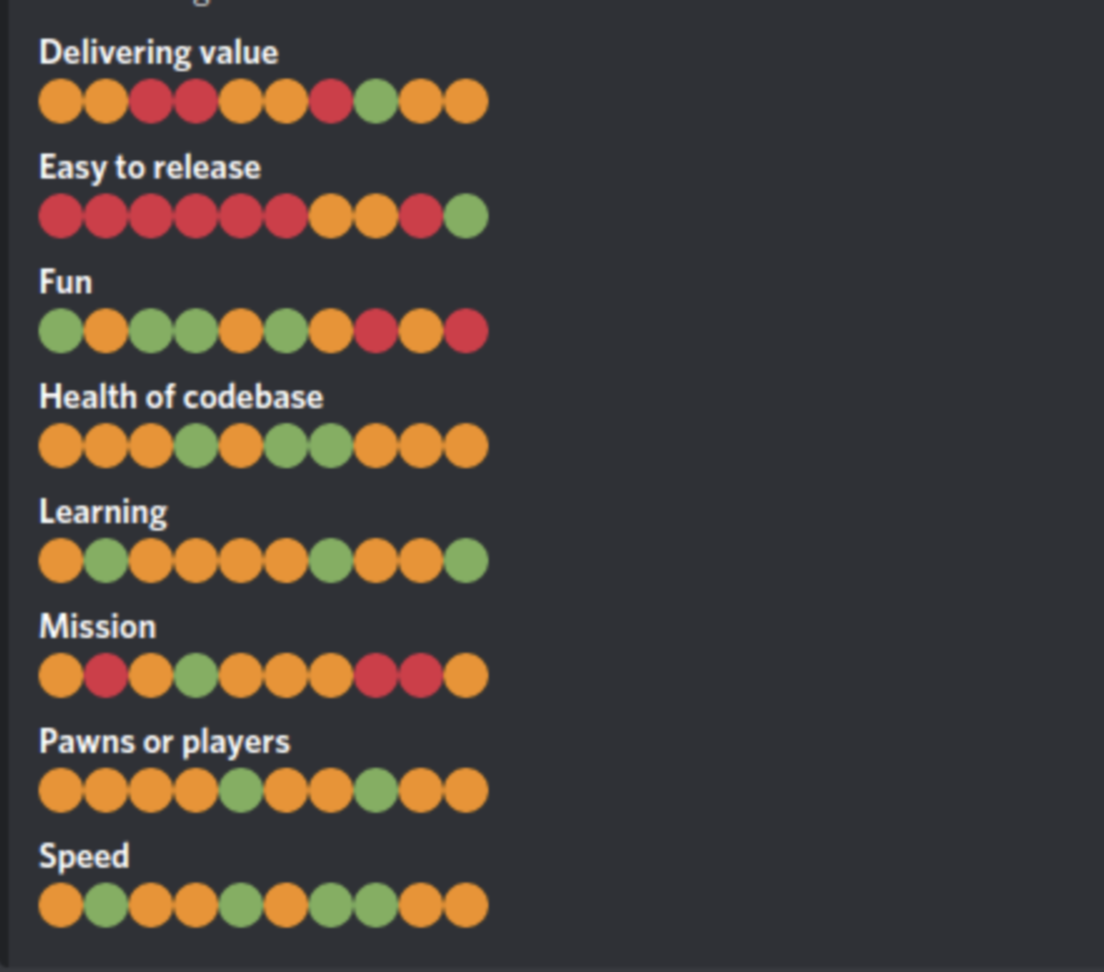 Delivering value
Easy to release
Fun
Health of codebase
Learning
Mission
Pawns or players
Speed